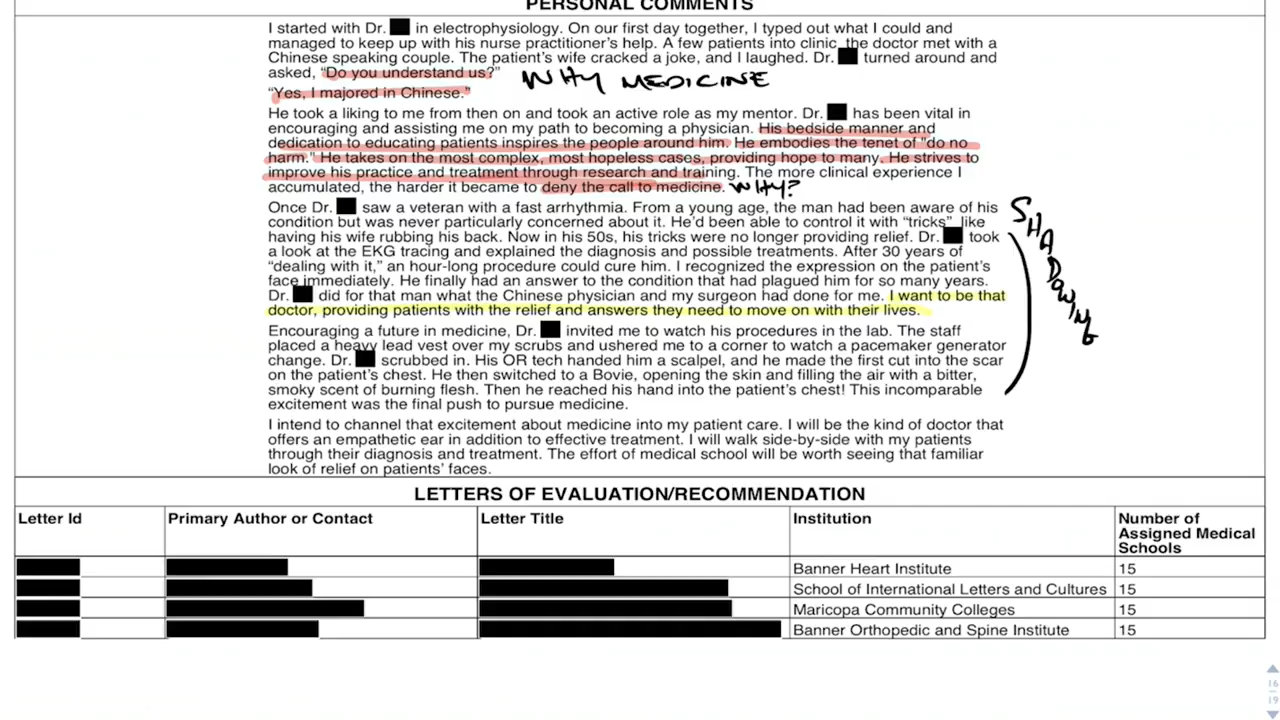 PERSONAL COMMENTS
I started with Dr. in electrophysiology. On our first day together, I typed out what I could and
managed to keep up with his nurse practitioner's help. A few patients into clinic, the doctor met with a
Chinese speaking couple. The patient's wife cracked a joke, and I laughed. Dr. turned around and
asked, "Do you understand us?"
WHY MEDICINE
"Yes, I majored in Chinese."
He took a liking to me from then on and took an active role as my mentor. Dr. has been vital in
encouraging and assisting me on my path to becoming a physician. His bedside manner and
dedication to educating patients inspires the people around him. He embodies the tenet of "do no
harm." He takes on the most complex, most hopeless cases, providing hope to many. He strives to
improve his practice and treatment through research and training. The more clinical experience I
accumulated, the harder it became to deny the call to medicine. WHY?
Once Dr. saw a veteran with a fast arrhythmia. From a young age, the man had been aware of his
condition but was never particularly concerned about it. He'd been able to control it with "tricks" like
having his wife rubbing his back. Now in his 50s, his tricks were no longer providing relief. Dr. took
a look at the EKG tracing and explained the diagnosis and possible treatments. After 30 years of
"dealing with it," an hour-long procedure could cure him. I recognized the expression on the patient's
face immediately. He finally had an answer to the condition that had plagued him for so many years.
Dr. did for that man what the Chinese physician and my surgeon had done for me. I want to be that
doctor, providing patients with the relief and answers they need to move on with their lives.
SHADOWING
Encouraging a future in medicine, Dr. invited me to watch his procedures in the lab. The staff
placed a heavy lead vest over my scrubs and ushered me to a corner to watch a pacemaker generator
change. Dr. scrubbed in. His OR tech handed him a scalpel, and he made the first cut into the scar
on the patient's chest. He then switched to a Bovie, opening the skin and filling the air with a bitter,
smoky scent of burning flesh. Then he reached his hand into the patient's chest! This incomparable
excitement was the final push to pursue medicine.
I intend to channel that excitement about medicine into my patient care. I will be the kind of doctor that
offers an empathetic ear in addition to effective treatment. I will walk side-by-side with my patients
through their diagnosis and treatment. The effort of medical school will be worth seeing that familiar
look of relief on patients' faces.
LETTERS OF EVALUATION/RECOMMENDATION
Letter Id Primary Author or Contact Letter Title Institution Number of
Assigned Medical
Schools
Banner Heart Institute 15
School of International Letters and Cultures 15
Maricopa Community Colleges 15
Banner Orthopedic and Spine Institute 15
16
19